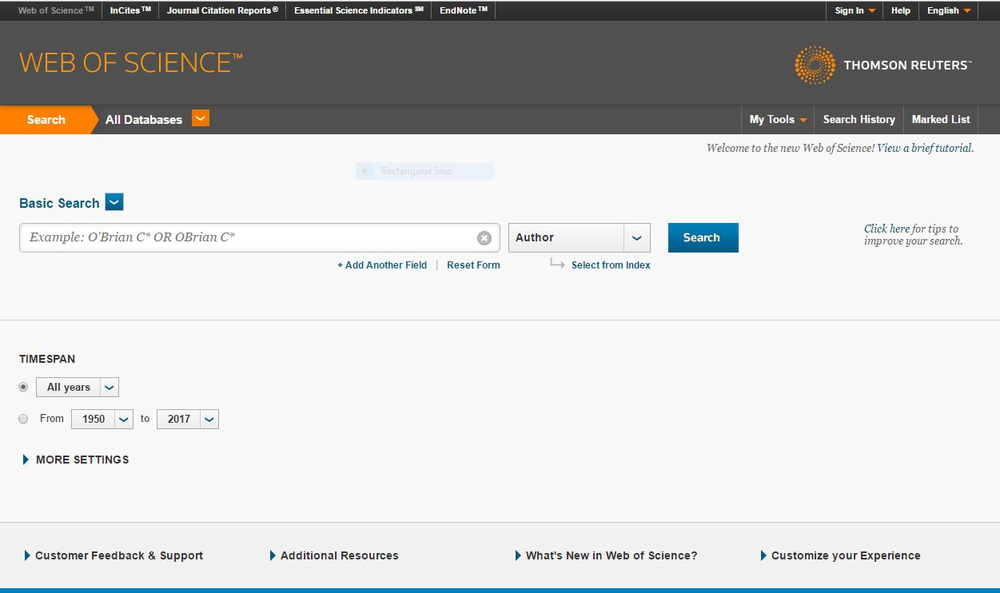 Web of Science™ InCites™ Journal Citation Reports® Essential Science Indicators ℠ EndNote™ Sign In Help English
WEB OF SCIENCE™
THOMSON REUTERS™
Search All Databases My Tools Search History Marked List
Welcome to the new Web of Science! View a brief tutorial.
Rectangular Snip
Basic Search
Example: O'Brian C* OR OBrian C* Author Search
Click here for tips to
improve your search.
+ Add Another Field | Reset Form Select from Index
TIMESPAN
All years
From 1950 to 2017
MORE SETTINGS
Customer Feedback & Support Additional Resources What's New in Web of Science? Customize your Experience